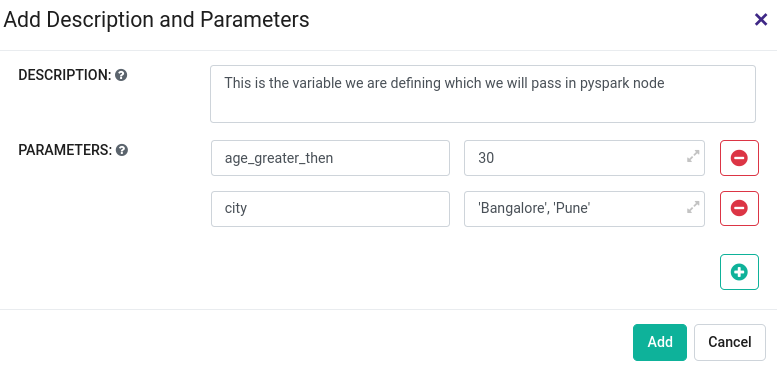 Add Description and Parameters
DESCRIPTION:
This is the variable we are defining which we will pass in pyspark node
PARAMETERS:
age_greater_then
30
city
'Bangalore', 'Pune'
Add
Cancel